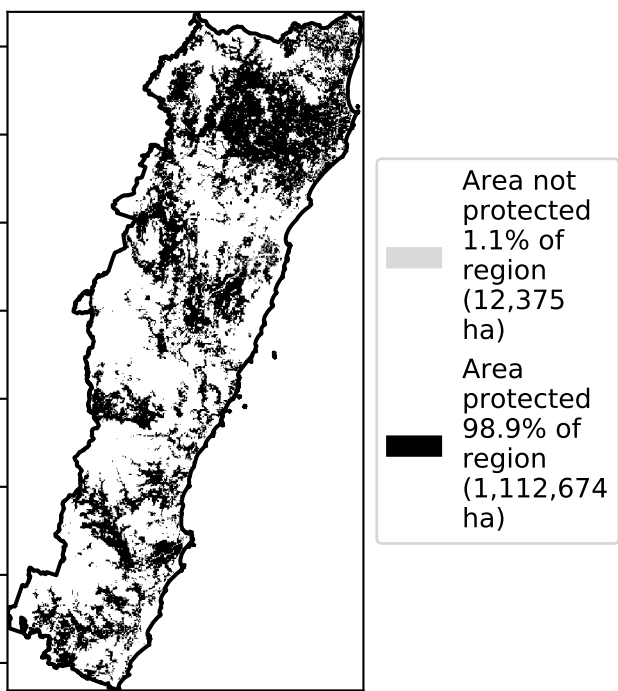 Area not
protected
1.1% of
region
(12,375
ha)
Area
protected
98.9% of
region
(1,112,674
ha)